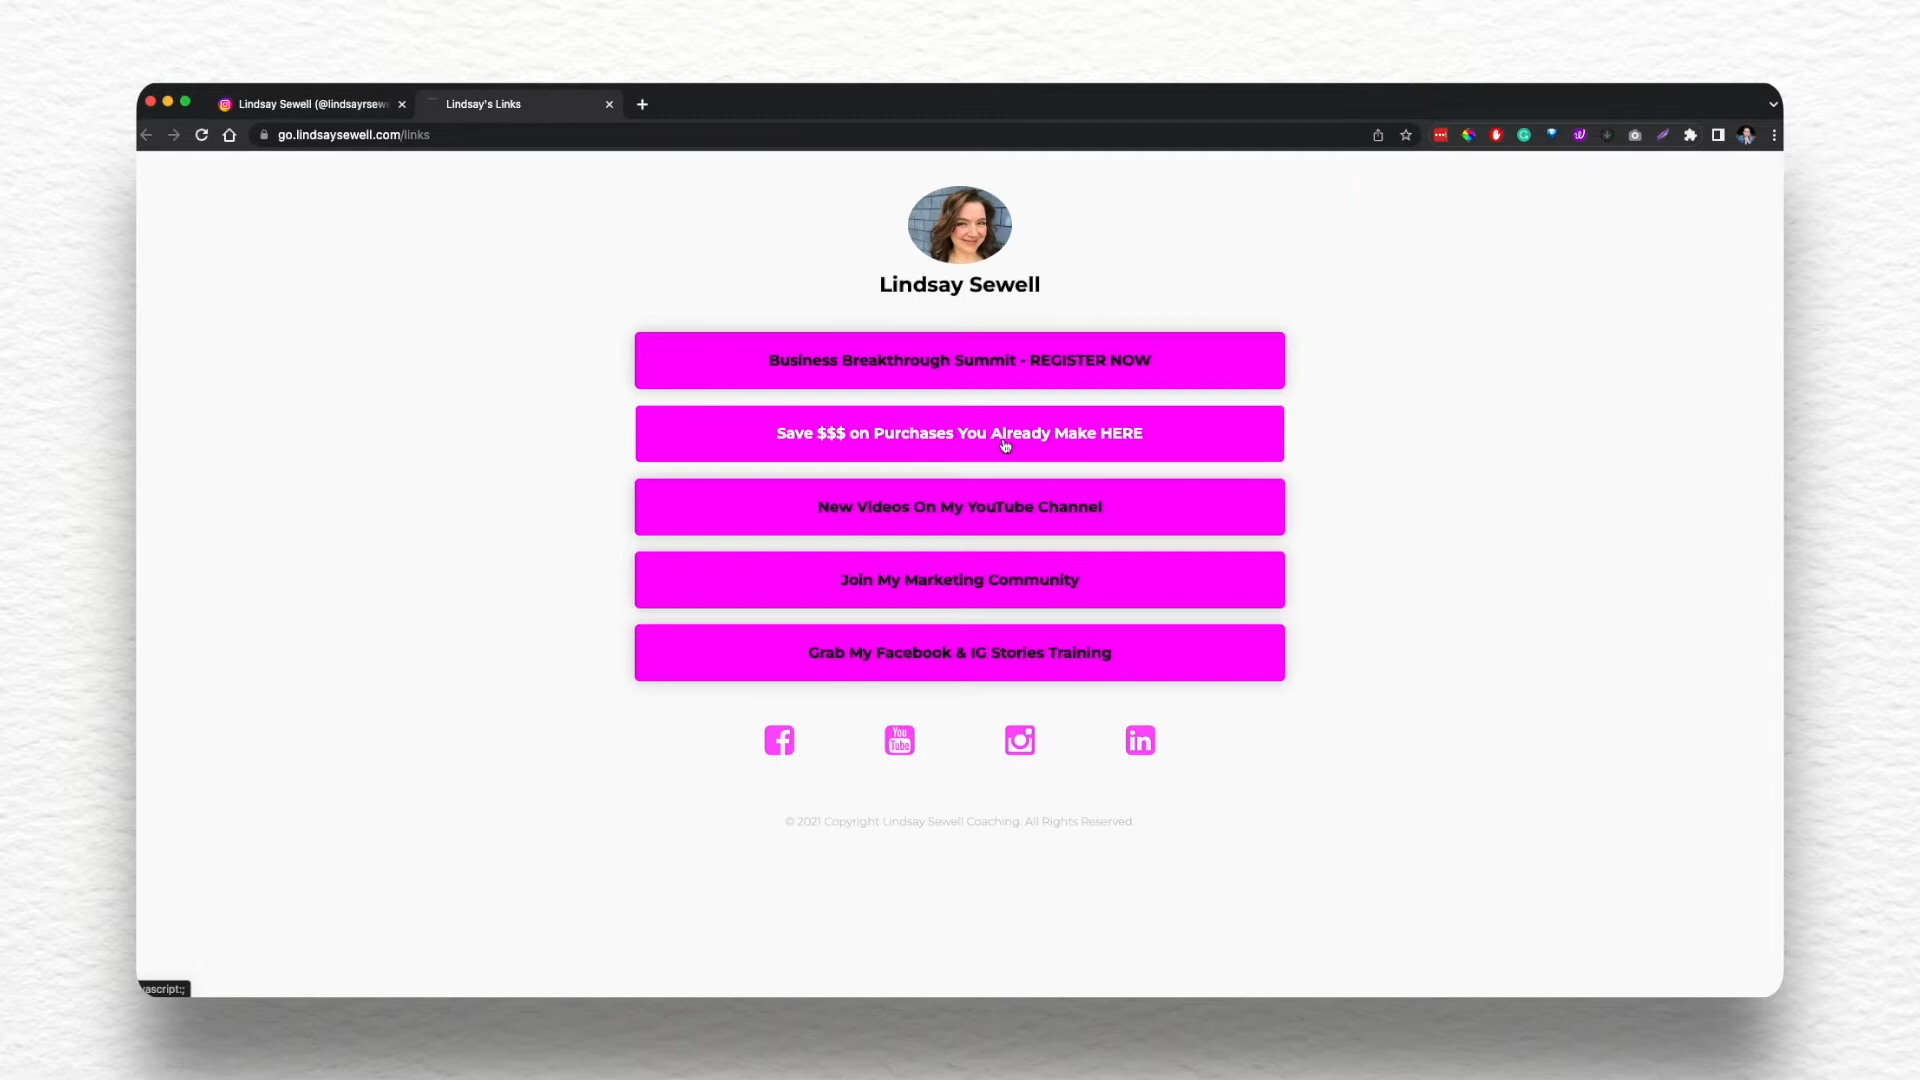 Lindsay Sewell (@lindsayrsew
Lindsay's Links
go.lindsaysewell.com/links
Lindsay Sewell
Business Breakthrough Summit - REGISTER NOW
Save $$$ on Purchases You Already Make HERE
New Videos On My YouTube Channel
Join My Marketing Community
Grab My Facebook & IG Stories Training
You
Tube
in
© 2021 Copyright Lindsay Sewell Coaching. All Rights Reserved.
vascript:;